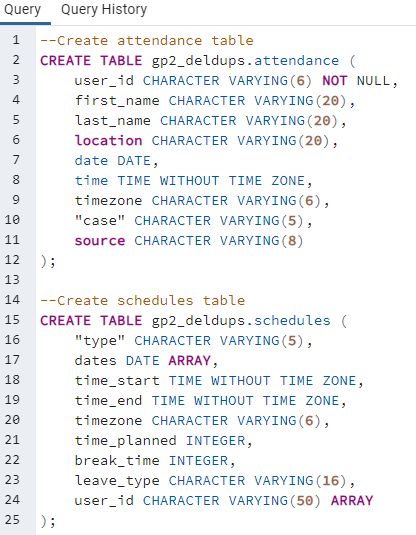 Query Query History
1 --Create attendance table
2 CREATE TABLE gp2_deldups.attendance (
3 user_id CHARACTER VARYING(6) NOT NULL,
4 first_name CHARACTER VARYING(20),
5 last_name CHARACTER VARYING(20),
6 location CHARACTER VARYING(20),
7 date DATE,
8 time TIME WITHOUT TIME ZONE,
9 timezone CHARACTER VARYING(6),
10 "case" CHARACTER VARYING(5),
11 source CHARACTER VARYING(8)
12 );
13
14 --Create schedules table
15 CREATE TABLE gp2_deldups.schedules (
16 "type" CHARACTER VARYING(5),
17 dates DATE ARRAY,
18 time_start TIME WITHOUT TIME ZONE,
19 time_end TIME WITHOUT TIME ZONE,
20 timezone CHARACTER VARYING(6),
21 time_planned INTEGER,
22 break_time INTEGER,
23 leave_type CHARACTER VARYING(16),
24 user_id CHARACTER VARYING(50) ARRAY
25 );